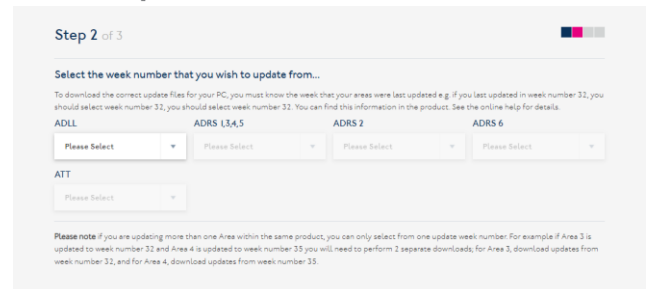 Step 2 of 3
Select the week number that you wish to update from...
To download the correct update files for your PC, you must know the week that your areas were last updated e.g. if you last updated in week number 32, you
should select week number 32, you should select week number 32. You can find this information in the product. See the online help for details.
ADLL ADRS 1,3,4,5 ADRS 2 ADRS 6
Please Select Please Select Please Select Please Select
ATT
Please Select
Please note if you are updating more than one Area within the same product, you can only select from one update week number. For example if Area 3 is
updated to week number 32 and Area 4 is updated to week number 35 you will need to perform 2 separate downloads; for Area 3, download updates from
week number 32, and for Area 4, download updates from week number 35.